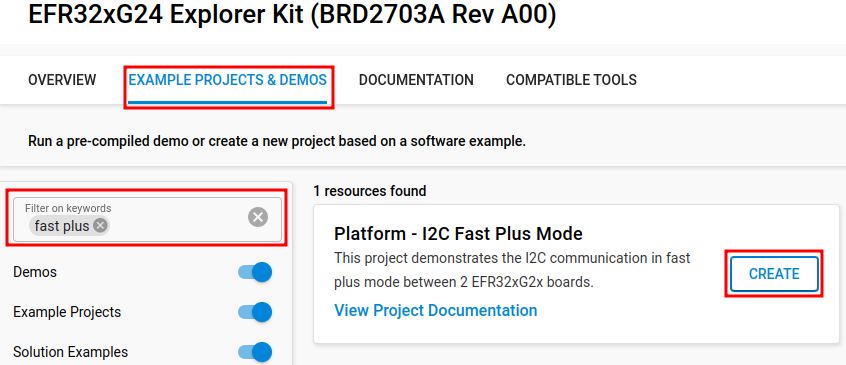 EFR32xG24 Explorer Kit (BRD2703A Rev A00)
OVERVIEW
EXAMPLE PROJECTS & DEMOS
DOCUMENTATION
COMPATIBLE TOOLS
Run a pre-compiled demo or create a new project based on a software example.
Filter on keywords
fast plus
Demos
Example Projects
Solution Examples
1 resources found
Platform - I2C Fast Plus Mode
This project demonstrates the I2C communication in fast
plus mode between 2 EFR32xG2x boards.
View Project Documentation
CREATE